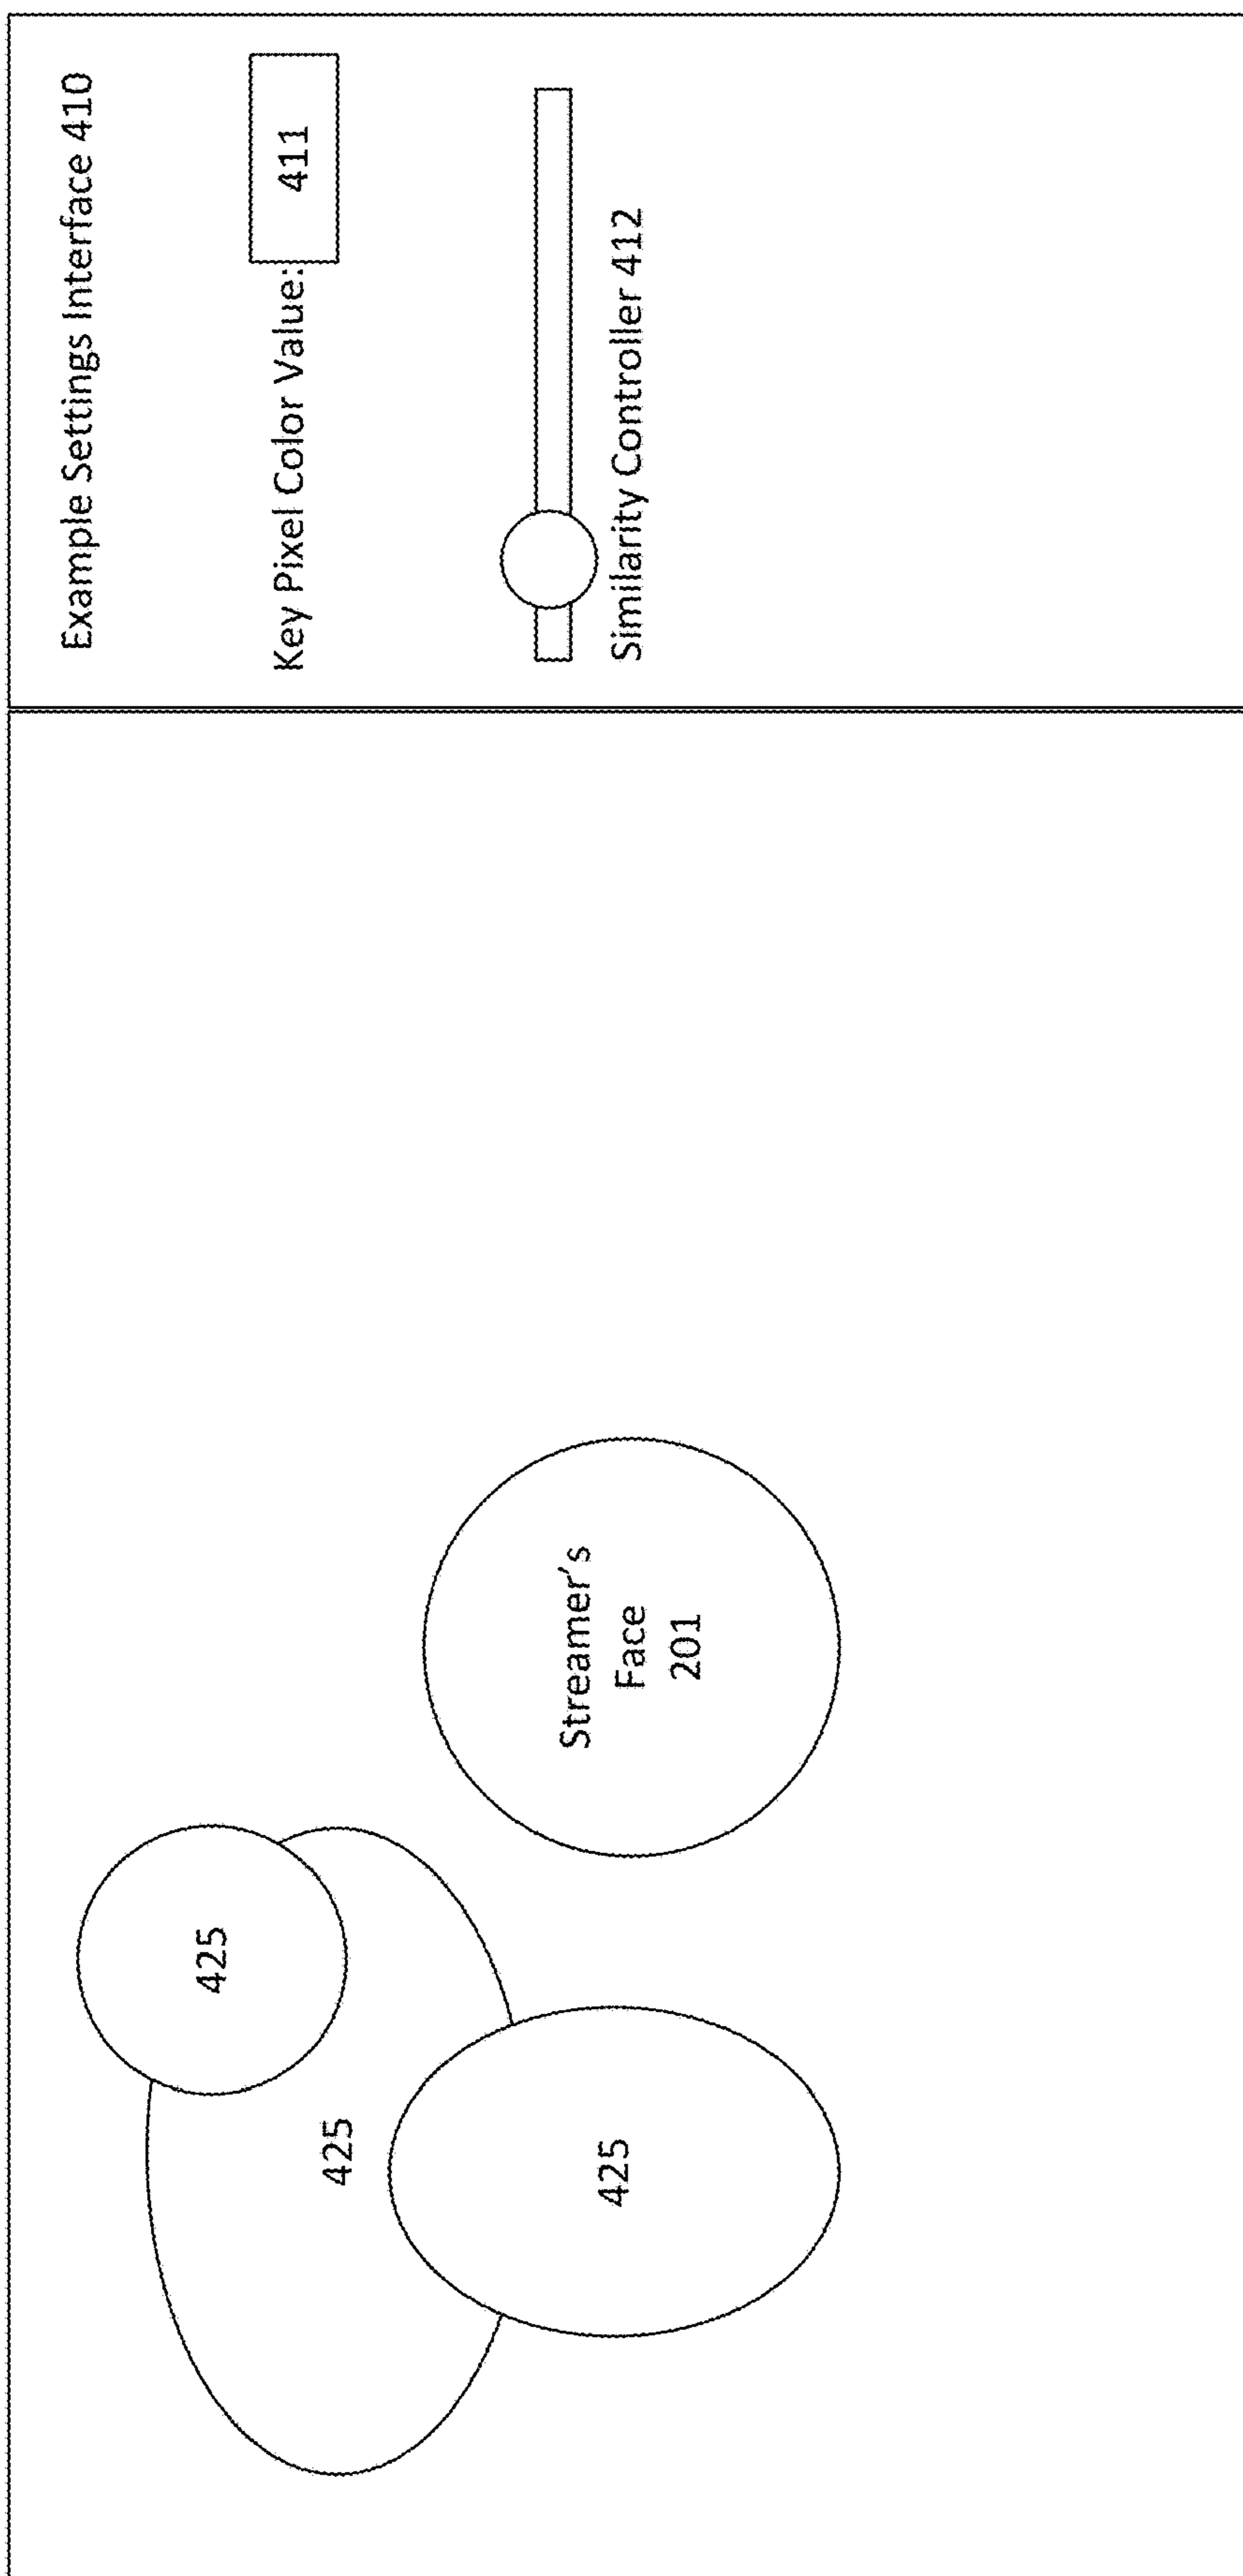 Example Settings Interface 410
Key Pixel Color Value:
411
Similarity Controller 412
425
425
425
Streamer's
Face
201